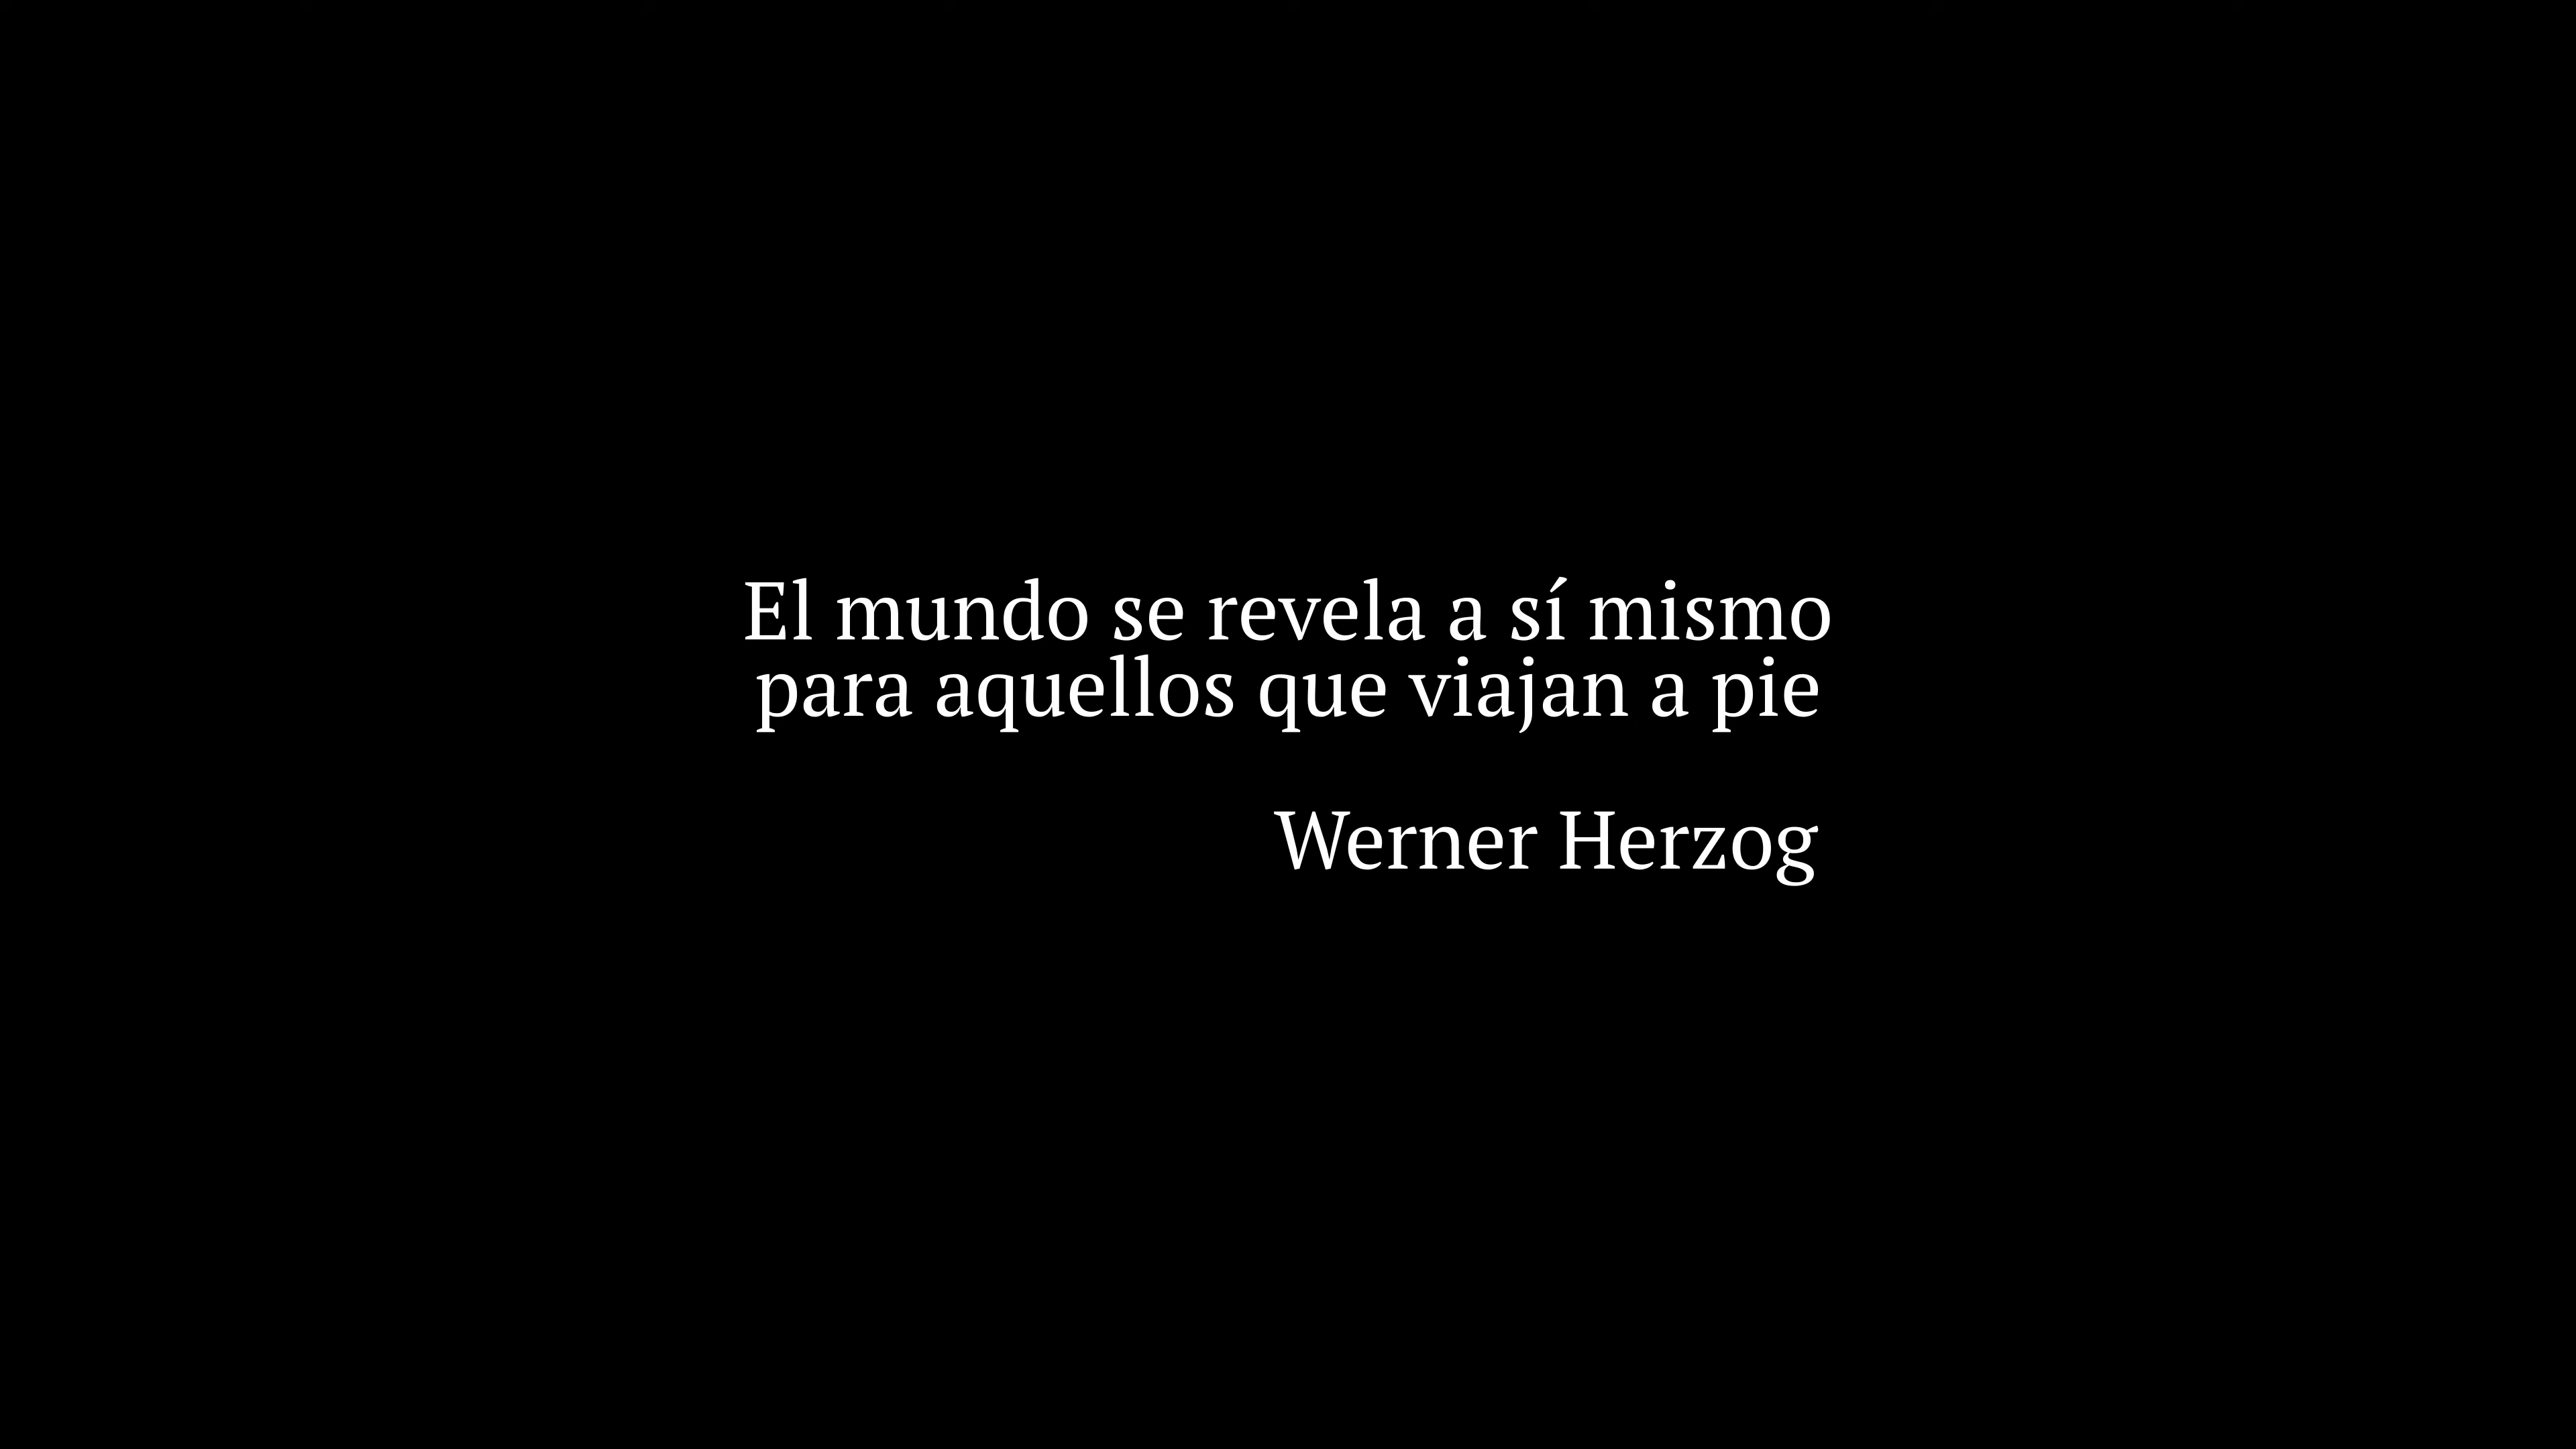 El mundo se revela a sí mismo
para aquellos que viajan a pie
Werner Herzog